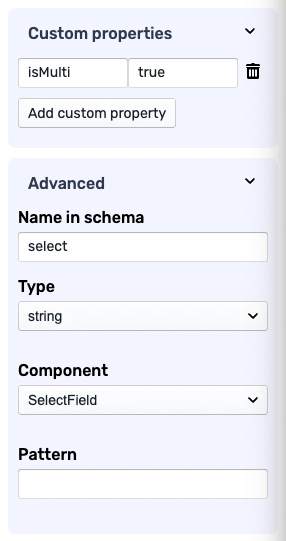 Custom properties
isMulti true
Add custom property
Advanced
Name in schema
select
Type
string
Component
SelectField
Pattern